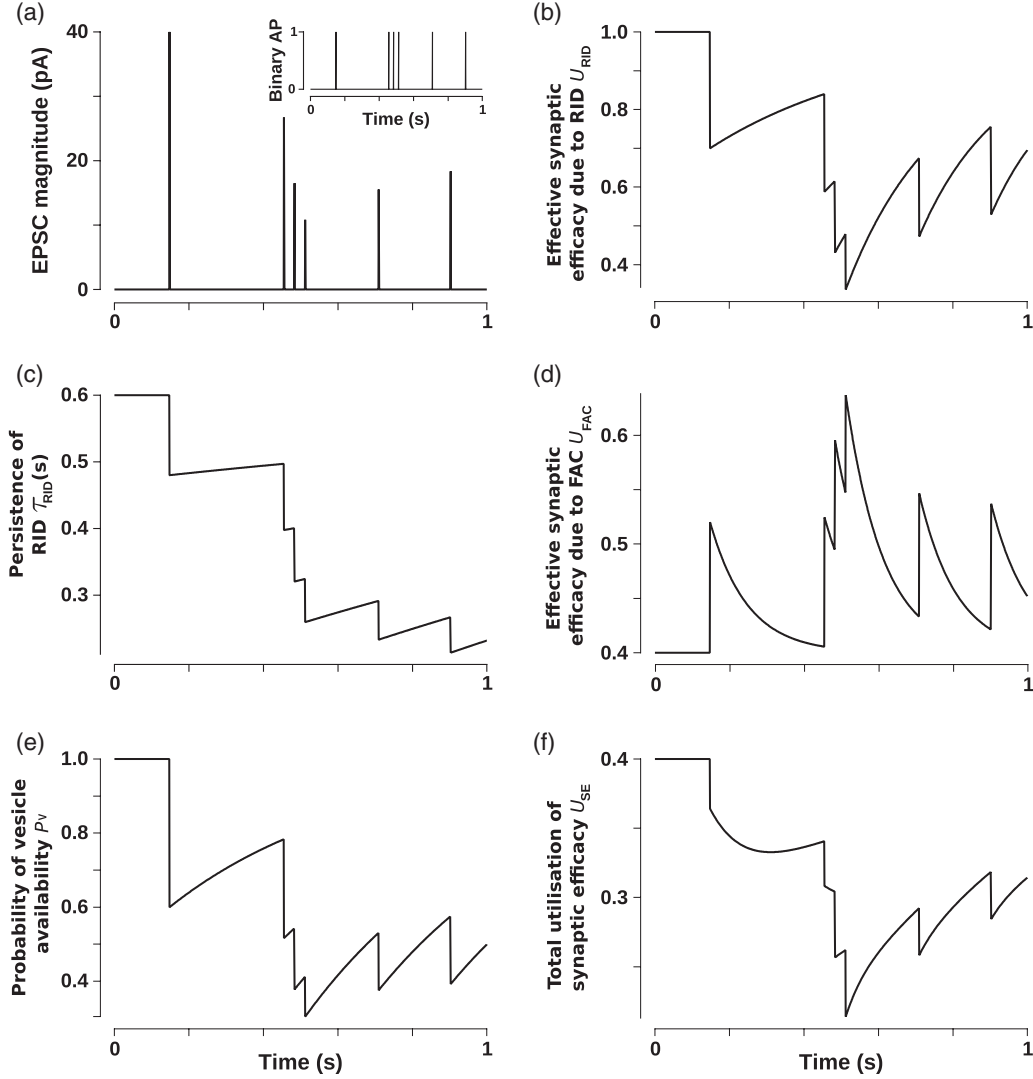 (a)
EPSC magnitude (pA)
40
20
0
0
1
Binary AP
1
0
0
1
Time (s)
(b)
Effective synaptic
efficacy due to RID U_RID
1.0
0.8
0.6
0.4
0
1
(c)
Persistence of
RID 𝒯_RID(s)
0.6
0.5
0.4
0.3
0
1
(d)
Effective synaptic
efficacy due to FAC U_FAC
0.6
0.5
0.4
0
1
(e)
Probability of vesicle
availability Pv
1.0
0.8
0.6
0.4
0
1
Time (s)
(f)
Total utilisation of
synaptic efficacy U_SE
0.4
0.3
0
1
Time (s)